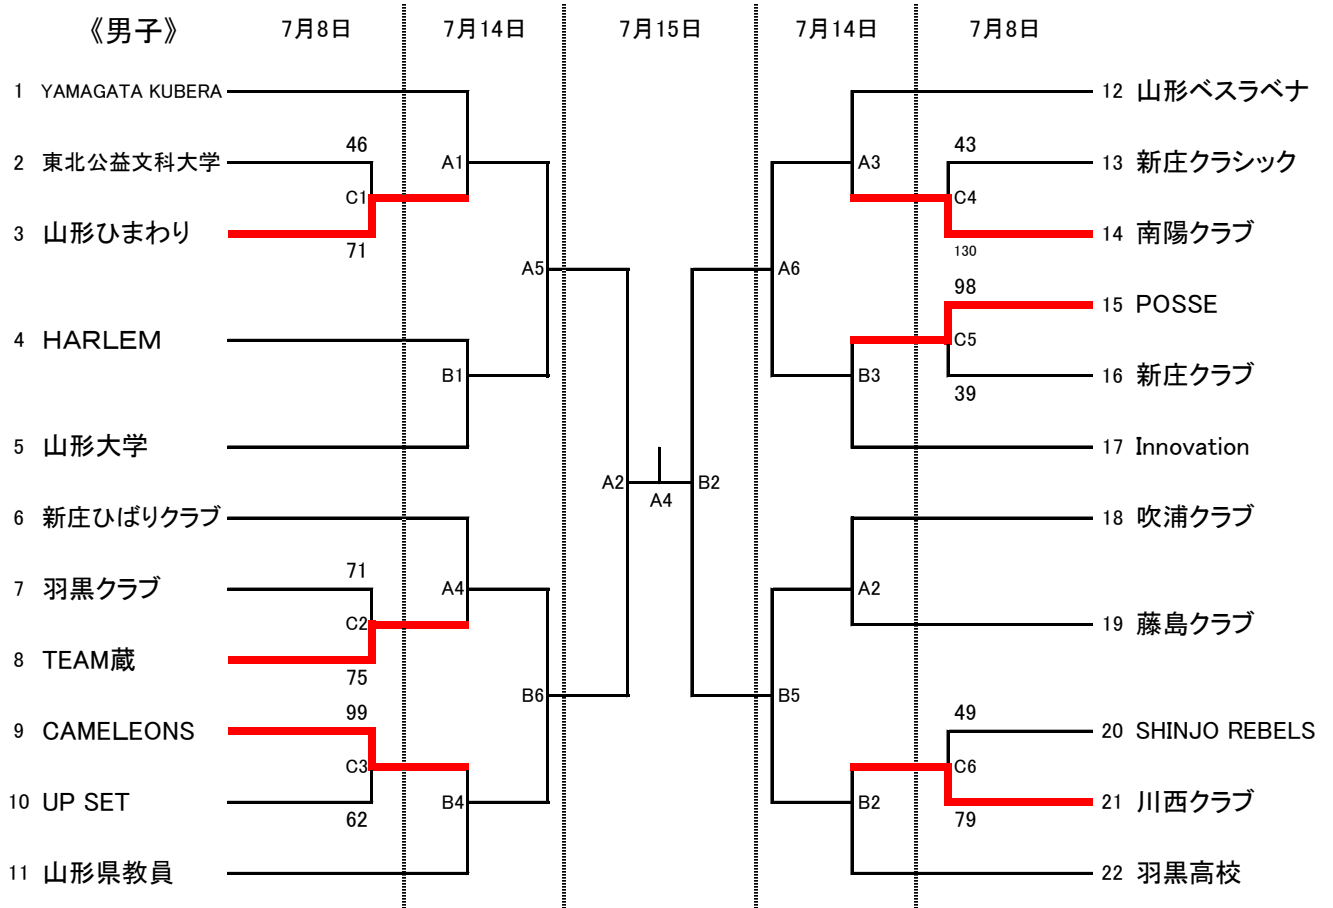 《男子》 7月8日 7月14日 7月15日 7月14日 7月8日
1 YAMAGATA KUBERA
2 東北公益文科大学
3 山形ひまわり
4 HARLEM
5 山形大学
6 新庄ひばりクラブ
7 羽黒クラブ
8 TEAM蔵
9 CAMELEONS
10 UP SET
11 山形県教員
46
C1
71
71
C2
75
99
C3
62
A1
B1
A4
B4
A5
B6
A2
A4
B2
A6
B5
A3
B3
A2
B2
43
C4
130
98
C5
39
49
C6
79
12 山形ベスラベナ
13 新庄クラシック
14 南陽クラブ
15 POSSE
16 新庄クラブ
17 Innovation
18 吹浦クラブ
19 藤島クラブ
20 SHINJO REBELS
21 川西クラブ
22 羽黒高校